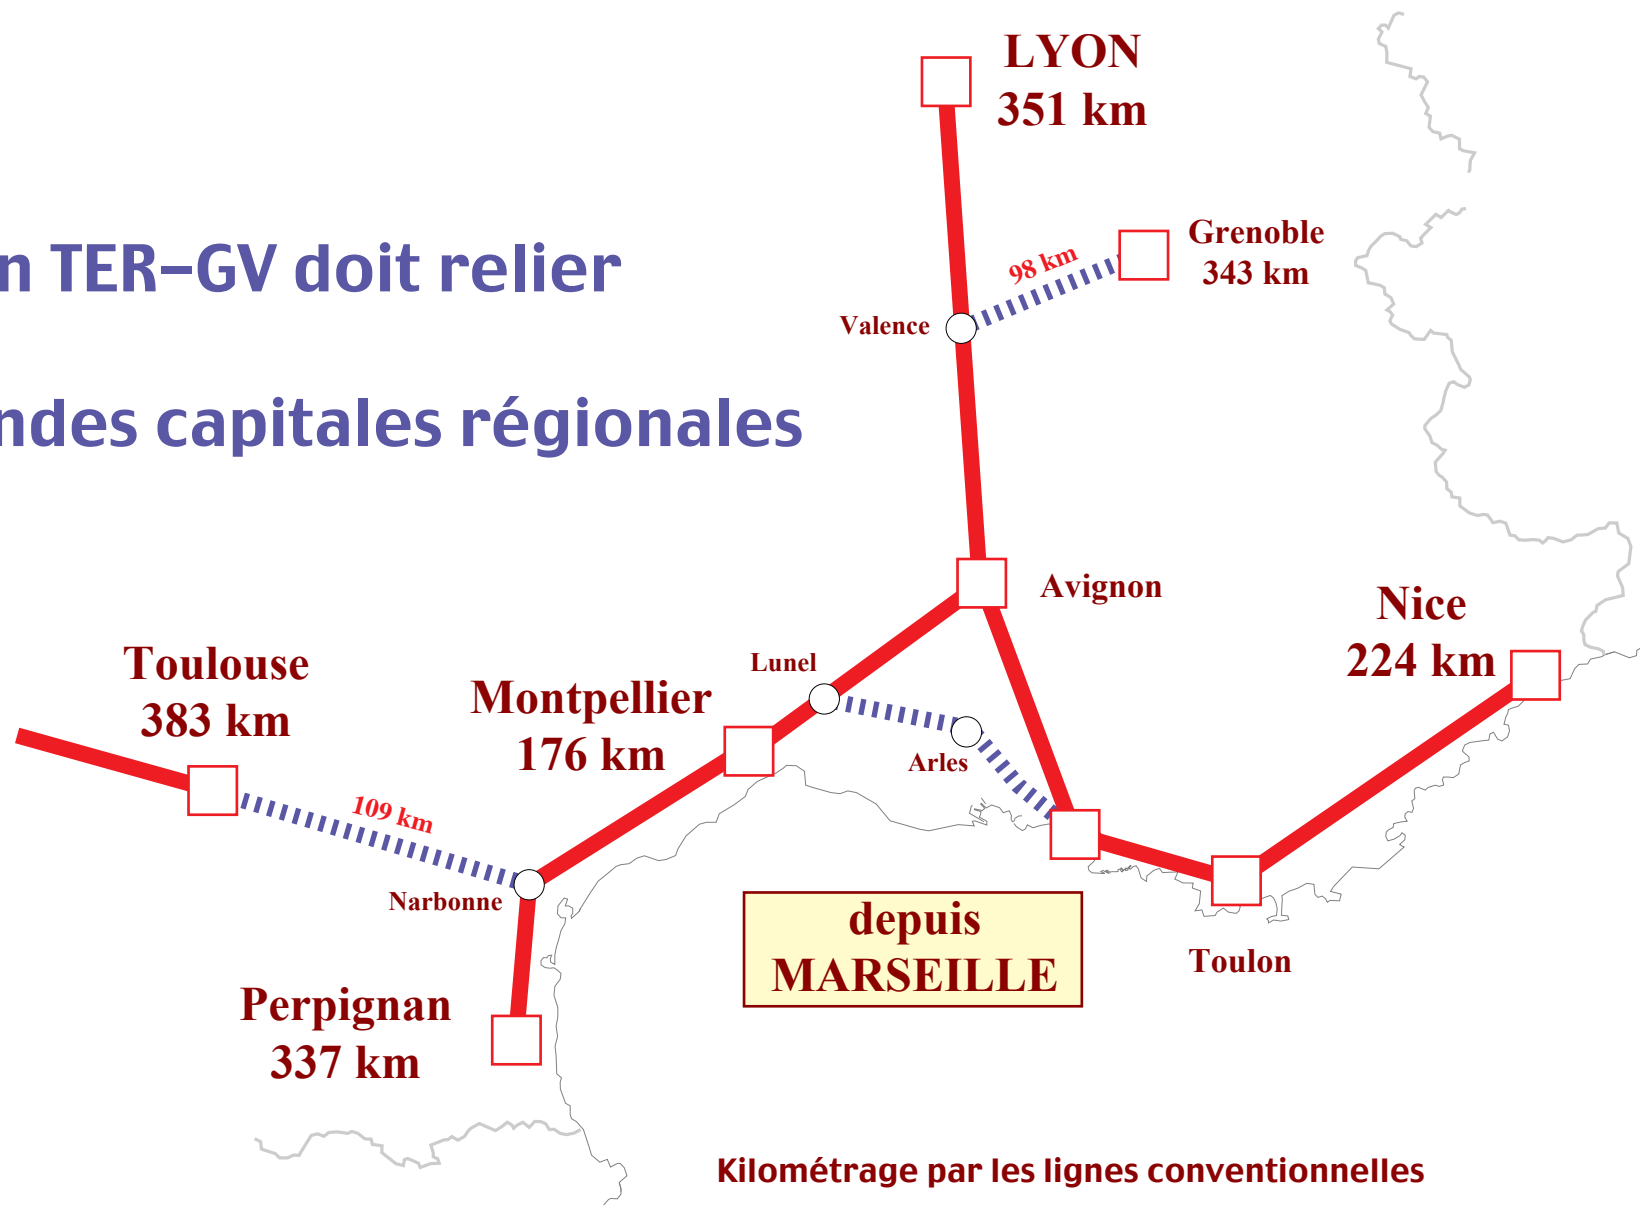 LYON
351 km
Grenoble
343 km
98 km
n TER-GV doit relier
Valence
ndes capitales régionales
Avignon
Nice
224 km
Toulouse
383 km
Lunel
Montpellier
176 km
Arles
109 km
Narbonne
depuis
MARSEILLE
Toulon
Perpignan
337 km
Kilométrage par les lignes conventionnelles